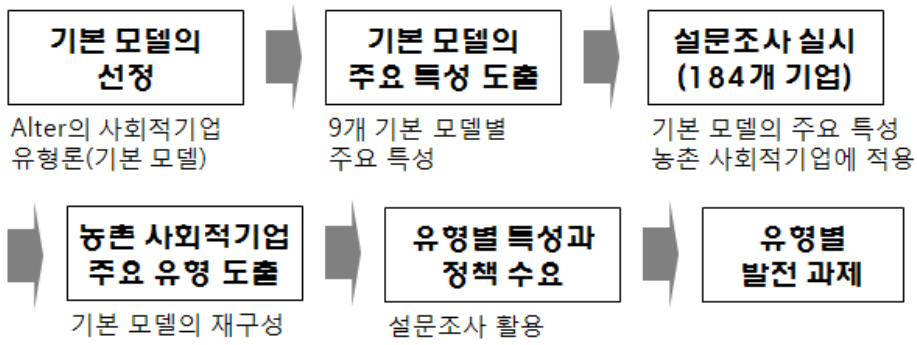 기본 모델의
선정
Alter의 사회적기업
유형론(기본 모델)
기본 모델의
주요 특성 도출
9개 기본 모델별
주요 특성
설문조사 실시
(184개 기업)
기본 모델의 주요 특성
농촌 사회적기업에 적용
농촌 사회적기업
주요 유형 도출
기본 모델의 재구성
유형별 특성과
정책 수요
설문조사 활용
유형별
발전 과제